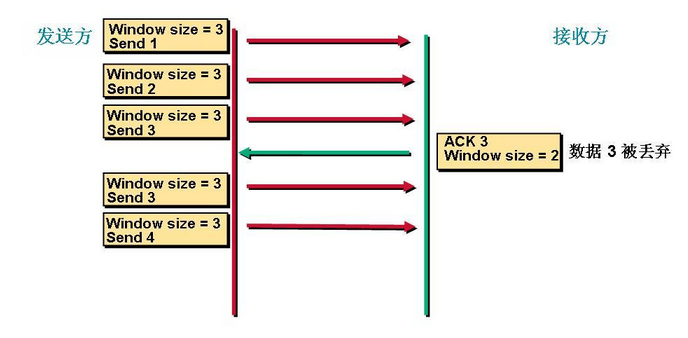 发送方
接收方
Window size = 3
Send 1
Window size = 3
Send 2
Window size = 3
Send 3
ACK 3
Window size = 2
数据 3 被丢弃
Window size = 3
Send 3
Window size = 3
Send 4